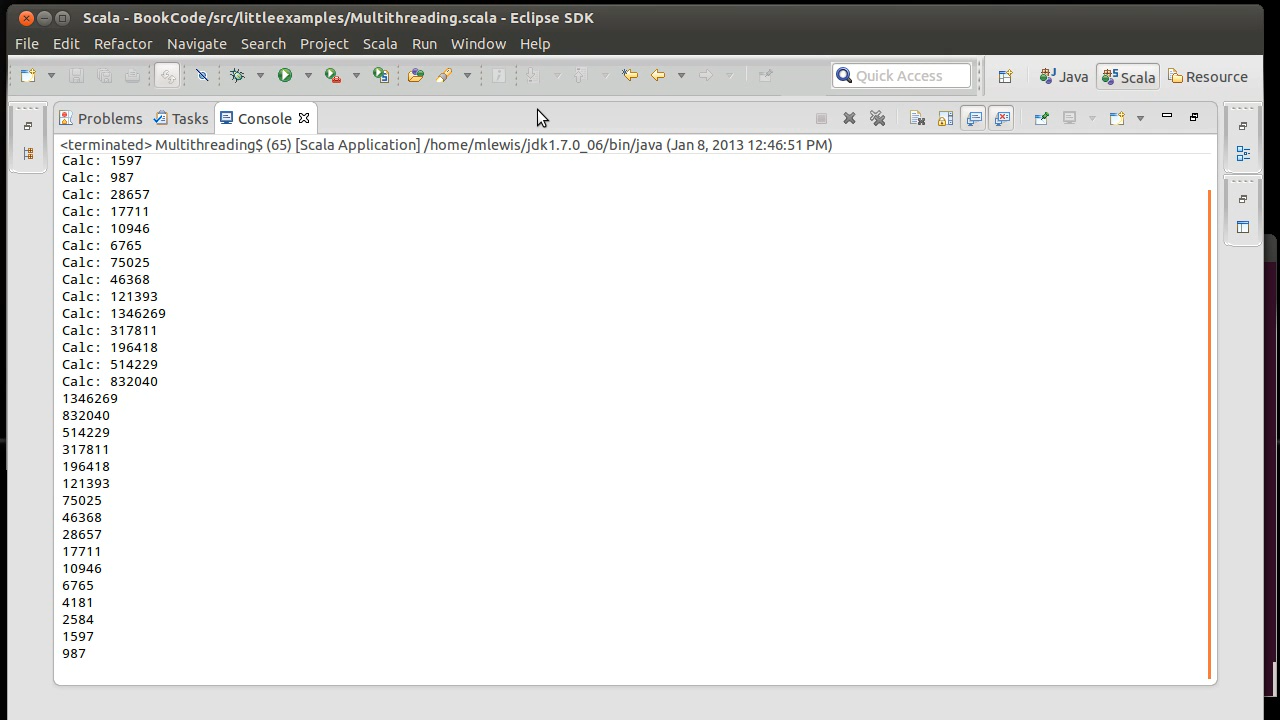 Scala - BookCode/src/littleexamples/Multithreading.scala - Eclipse SDK
File Edit Refactor Navigate Search Project Scala Run Window Help
Quick Access Java Scala Resource
Problems Tasks Console
<terminated> Multithreading$ (65) [Scala Application] /home/mlewis/jdk1.7.0_06/bin/java (Jan 8, 2013 12:46:51 PM)
Calc: 1597
Calc: 987
Calc: 28657
Calc: 17711
Calc: 10946
Calc: 6765
Calc: 75025
Calc: 46368
Calc: 121393
Calc: 1346269
Calc: 317811
Calc: 196418
Calc: 514229
Calc: 832040
1346269
832040
514229
317811
196418
121393
75025
46368
28657
17711
10946
6765
4181
2584
1597
987